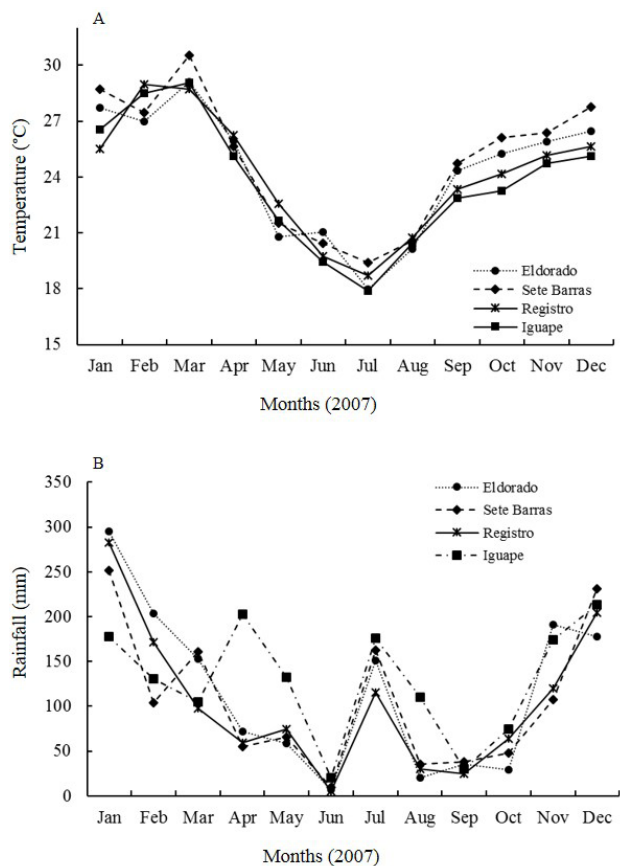 A
Temperature (°C)
30
27
24
21
18
15
Eldorado
Sete Barras
Registro
Iguape
Jan Feb Mar Apr May Jun Jul Aug Sep Oct Nov Dec
Months (2007)
B
Rainfall (mm)
350
300
250
200
150
100
50
0
Eldorado
Sete Barras
Registro
Iguape
Jan Feb Mar Apr May Jun Jul Aug Sep Oct Nov Dec
Months (2007)